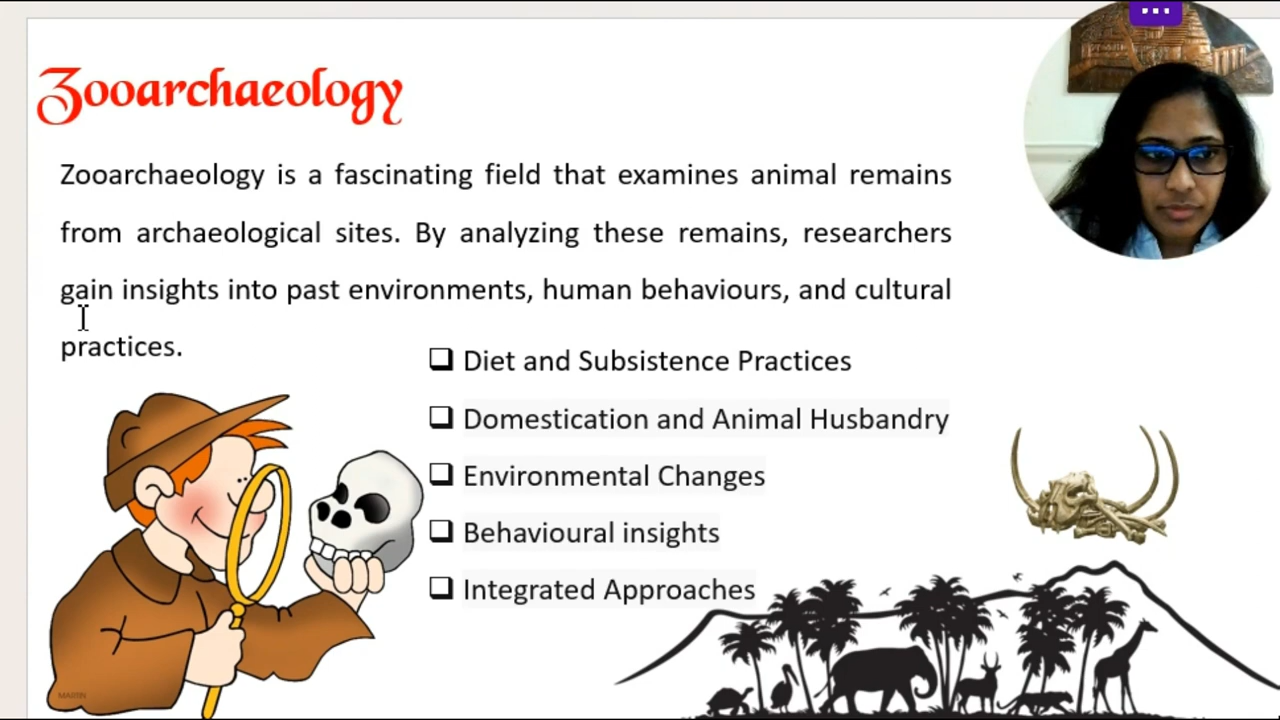 Zooarchaeology
Zooarchaeology is a fascinating field that examines animal remains
from archaeological sites. By analyzing these remains, researchers
gain insights into past environments, human behaviours, and cultural
practices.
Diet and Subsistence Practices
Domestication and Animal Husbandry
Environmental Changes
Behavioural insights
Integrated Approaches
MARTIN